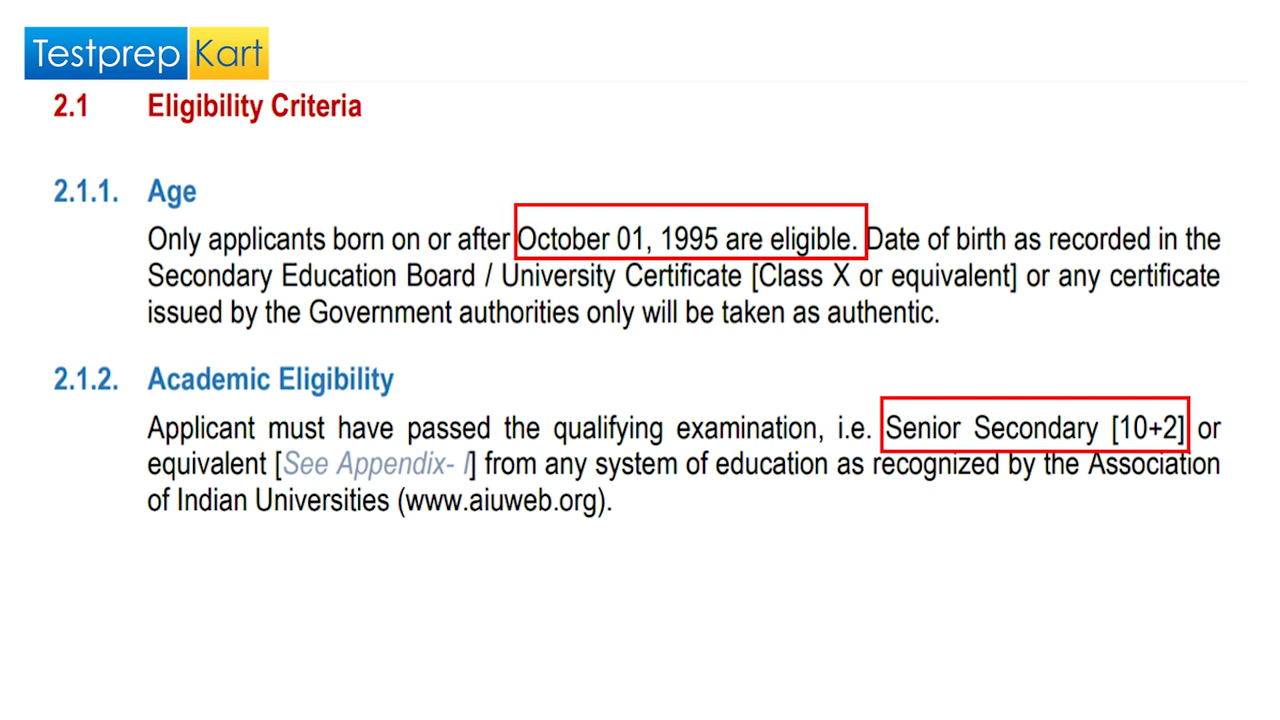 Testprep Kart
2.1 Eligibility Criteria
2.1.1. Age
Only applicants born on or after October 01, 1995 are eligible. Date of birth as recorded in the
Secondary Education Board / University Certificate [Class X or equivalent] or any certificate
issued by the Government authorities only will be taken as authentic.
2.1.2. Academic Eligibility
Applicant must have passed the qualifying examination, i.e. Senior Secondary [10+2] or
equivalent [See Appendix- I] from any system of education as recognized by the Association
of Indian Universities (www.aiuweb.org).